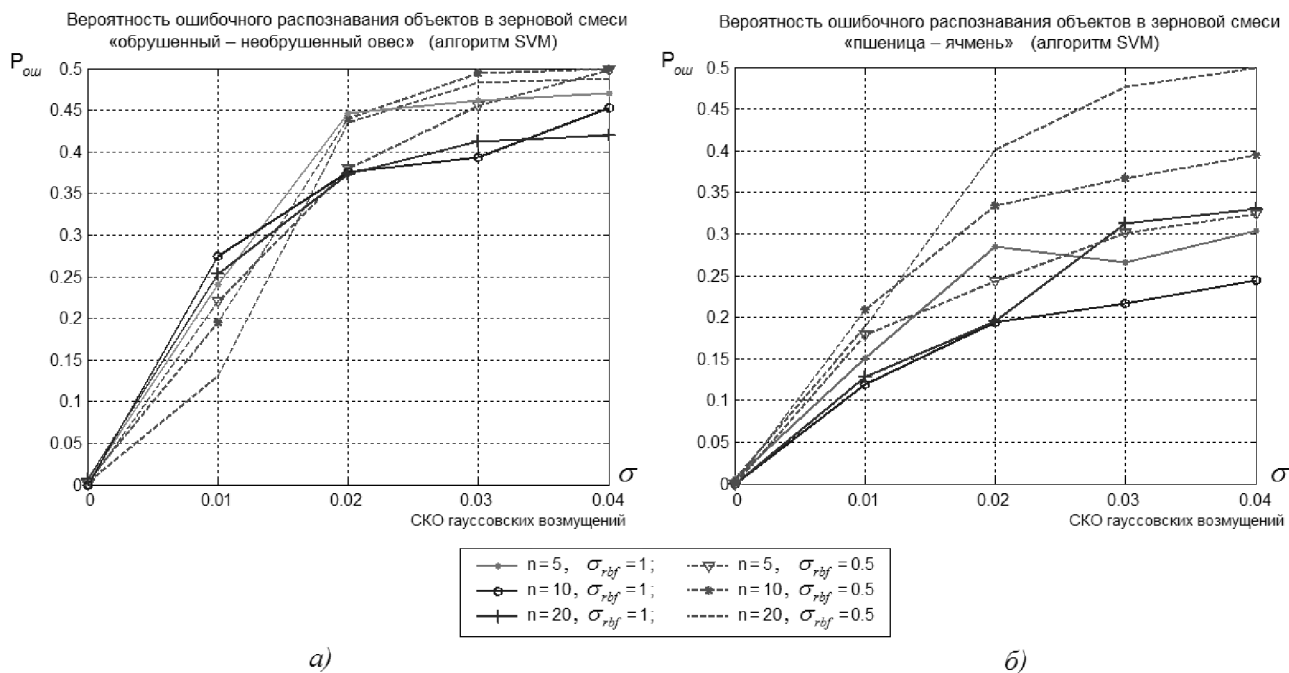 Вероятность ошибочного распознавания объектов в зерновой смеси
«обрушенный – необрушенный овес» (алгоритм SVM)
Pош
0.5
0.45
0.4
0.35
0.3
0.25
0.2
0.15
0.1
0.05
0
0 0.01 0.02 0.03 0.04
σ
СКО гауссовских возмущений
Вероятность ошибочного распознавания объектов в зерновой смеси
«пшеница – ячмень» (алгоритм SVM)
Pош
0.5
0.45
0.4
0.35
0.3
0.25
0.2
0.15
0.1
0.05
0
0 0.01 0.02 0.03 0.04
σ
СКО гауссовских возмущений
n=5, σrbf=1; n=5, σrbf=0.5
n=10, σrbf=1; n=10, σrbf=0.5
n=20, σrbf=1; n=20, σrbf=0.5
а) б)